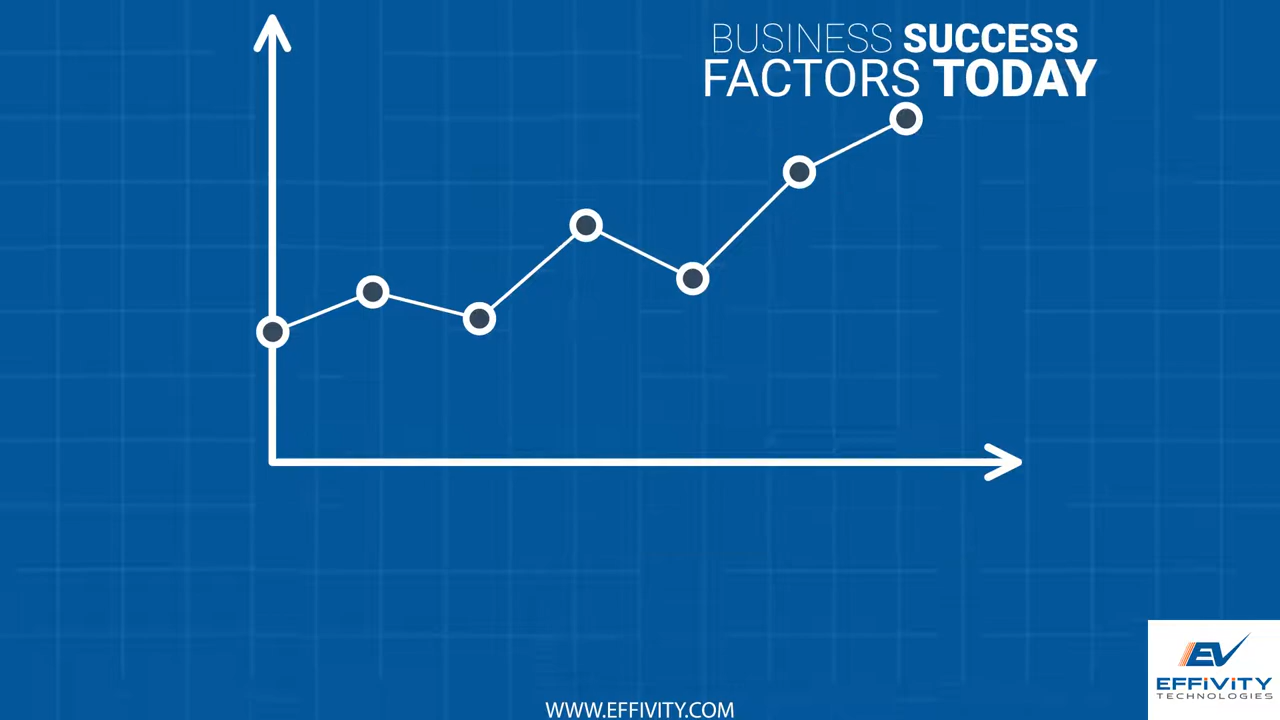 BUSINESS SUCCESS
FACTORS TODAY
EV
EFFIVITY
TECHNOLOGIES
WWW.EFFIVITY.COM